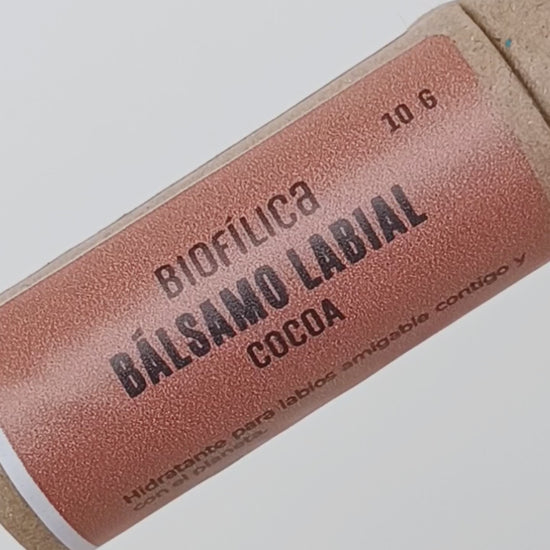 10 G
BIOFÍLICa
BÁLSAMO LABIAL
COCOA
Hidratante para labios amigable contigo y
con el planeta.